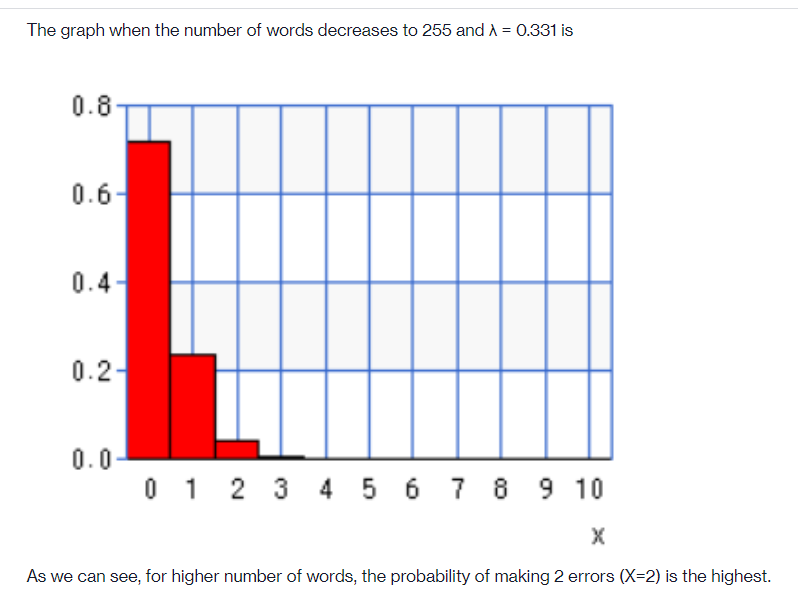 The graph when the number of words decreases to 255 and λ = 0.331 is
0.8
0.6
0.4
0.2
0.0
0 1 2 3 4 5 6 7 8 9 10
X
As we can see, for higher number of words, the probability of making 2 errors (X=2) is the highest.